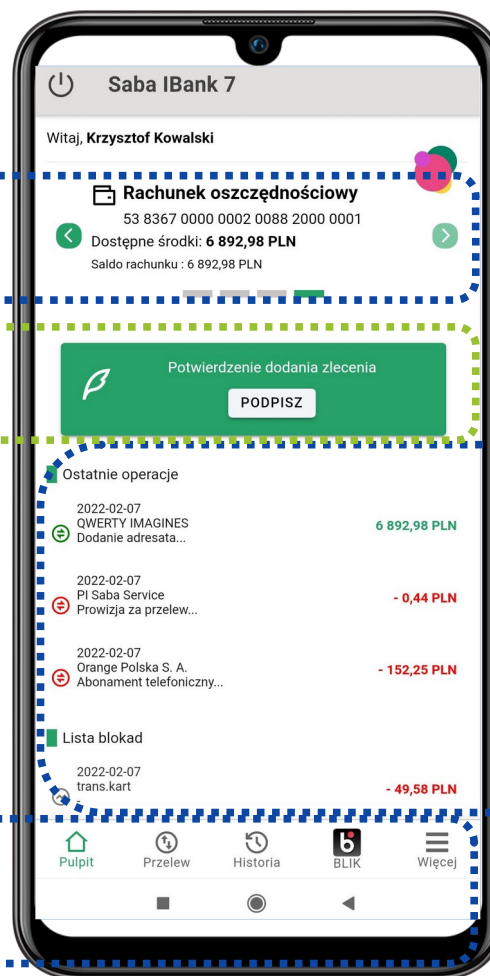 Saba IBank 7
Witaj, Krzysztof Kowalski
Rachunek oszczędnościowy
53 8367 0000 0002 0088 2000 0001
Dostępne środki: 6 892,98 PLN
Saldo rachunku : 6 892,98 PLN
Potwierdzenie dodania zlecenia
PODPISZ
Ostatnie operacje
2022-02-07
QWERTY IMAGINES
Dodanie adresata...
6 892,98 PLN
2022-02-07
PI Saba Service
Prowizja za przelew...
- 0,44 PLN
2022-02-07
Orange Polska S. A.
Abonament telefoniczny...
- 152,25 PLN
Lista blokad
2022-02-07
trans.kart
-
- 49,58 PLN
Pulpit
Przelew
Historia
BLIK
Więcej